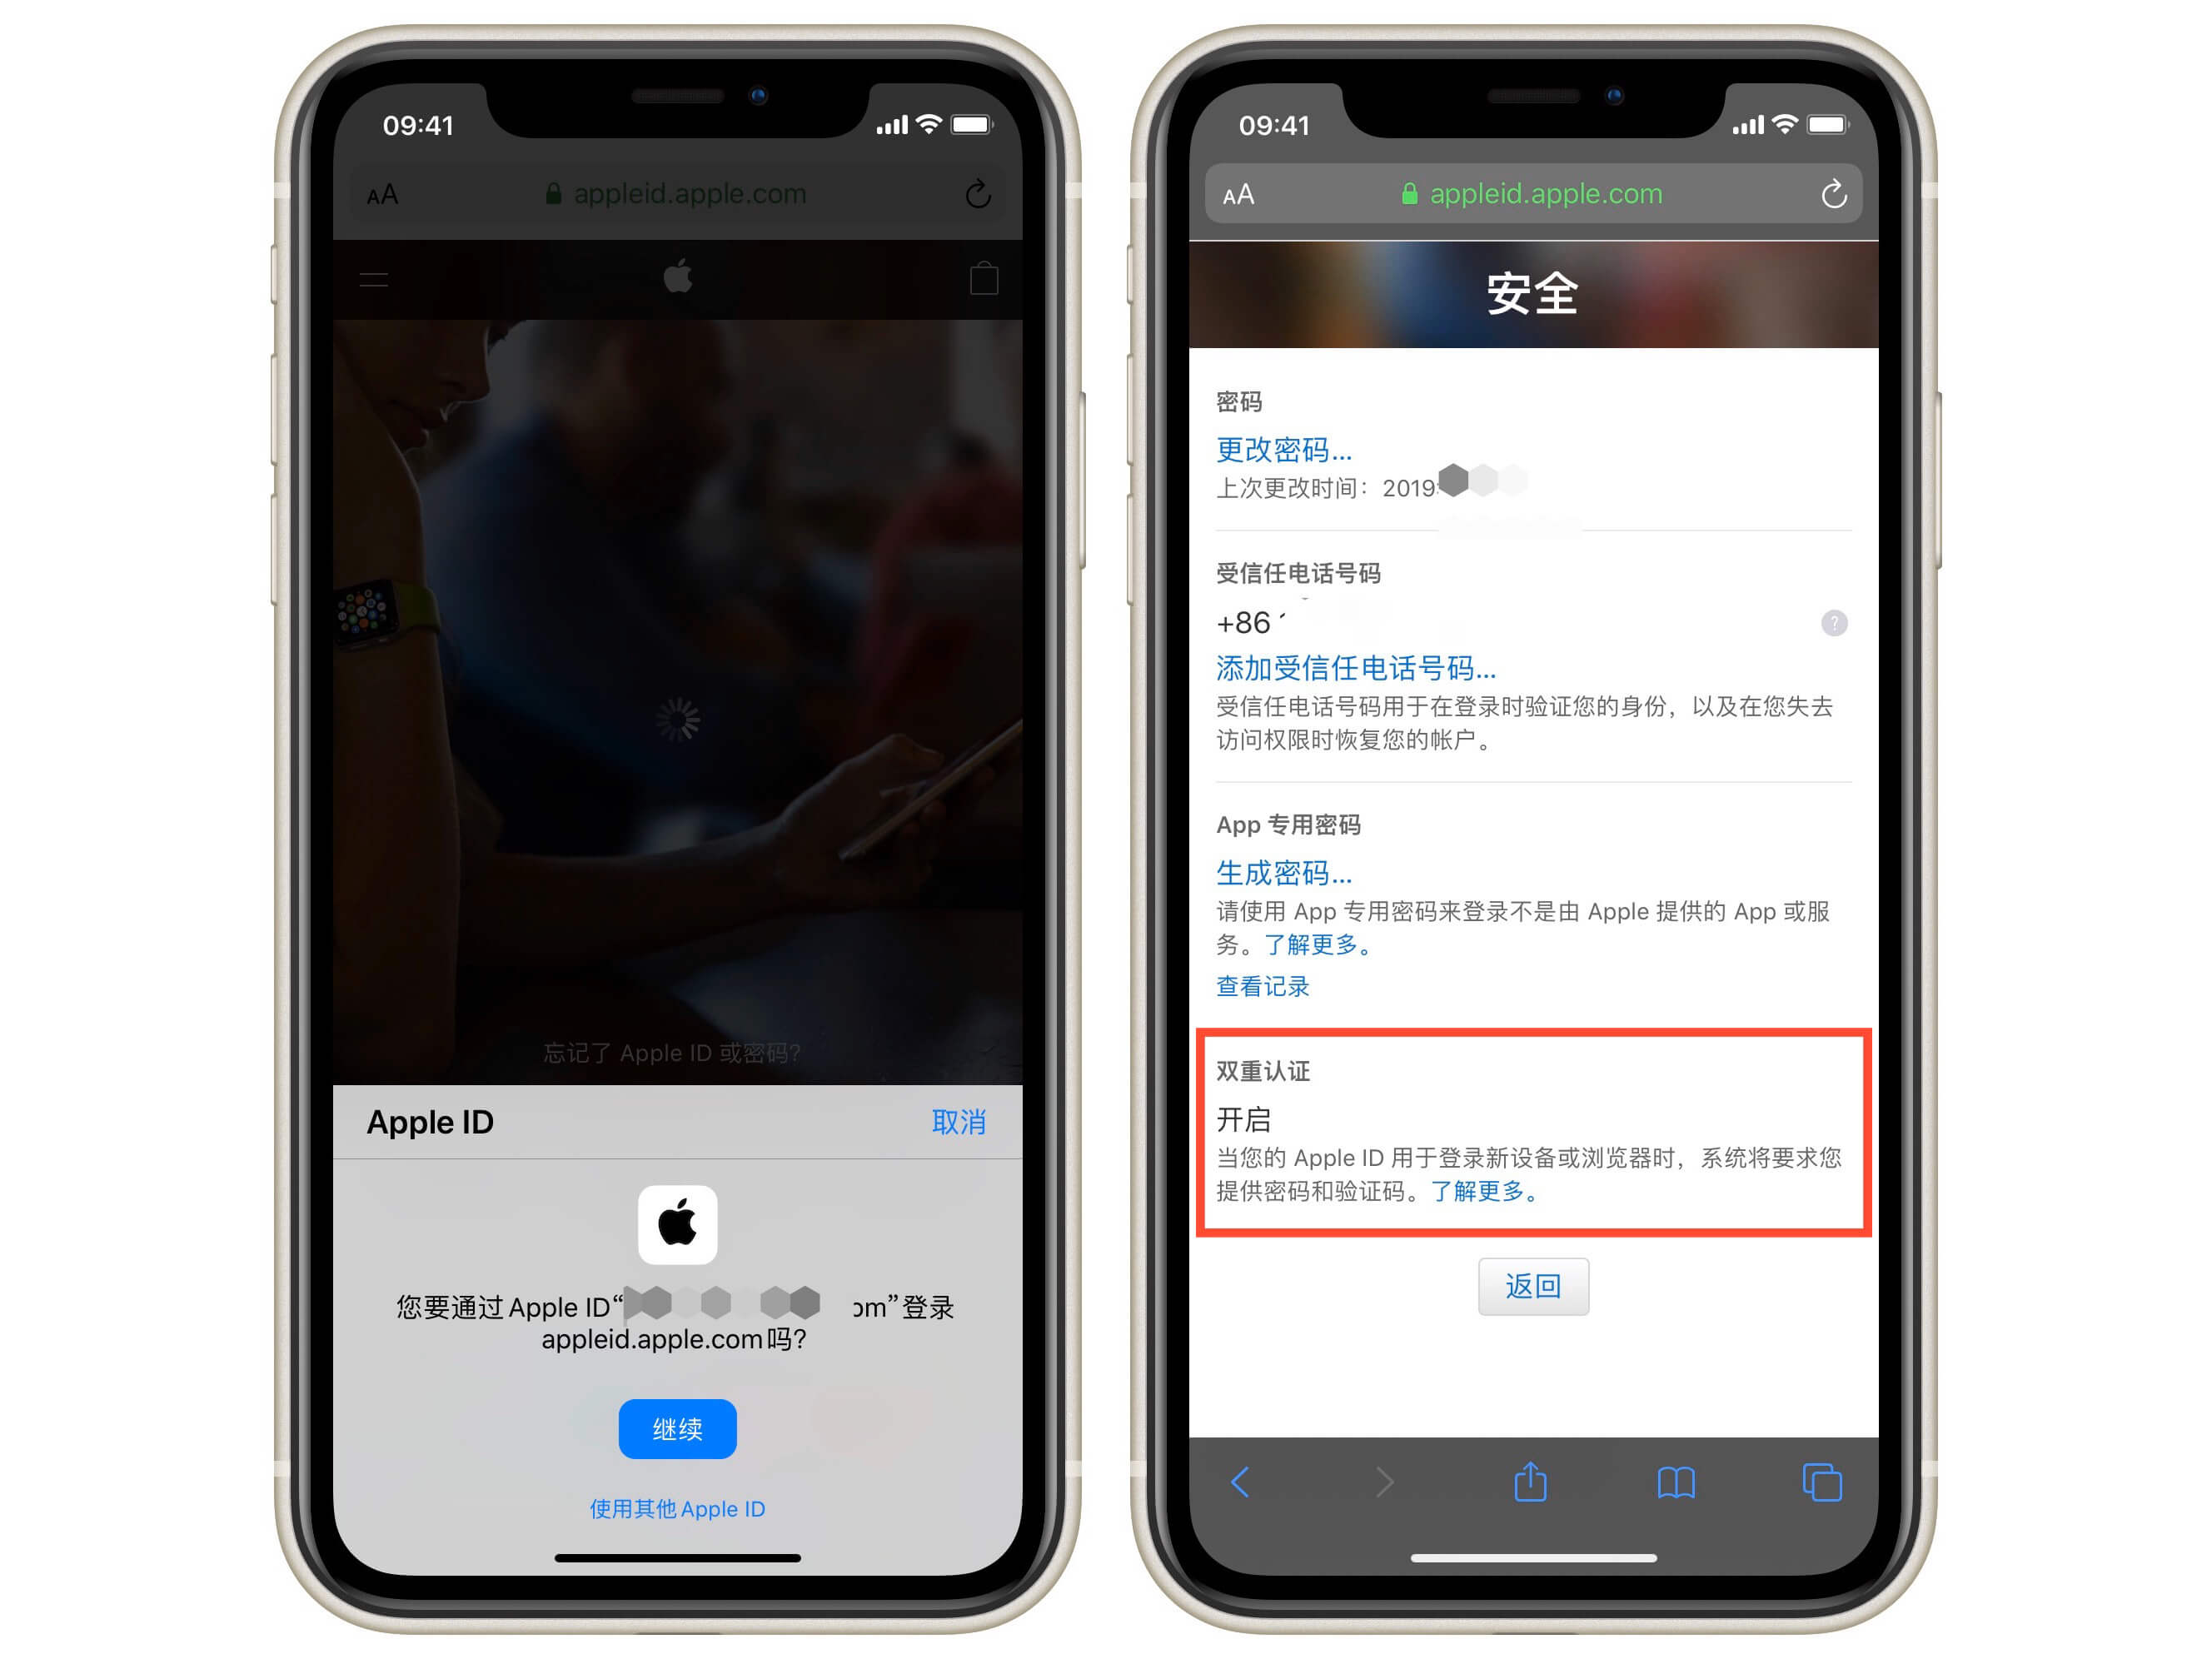 09:41
AA
appleid.apple.com
忘记了 Apple ID 或密码?
Apple ID
取消
您要通过 Apple ID“
om”登录
appleid.apple.com吗?
继续
使用其他 Apple ID
09:41
AA
appleid.apple.com
安全
密码
更改密码...
上次更改时间：2019
受信任电话号码
+86
?
添加受信任电话号码...
受信任电话号码用于在登录时验证您的身份，以及在您失去
访问权限时恢复您的帐户。
App 专用密码
生成密码...
请使用 App 专用密码来登录不是由 Apple 提供的 App 或服
务。了解更多。
查看记录
双重认证
开启
当您的 Apple ID 用于登录新设备或浏览器时，系统将要求您
提供密码和验证码。了解更多。
返回